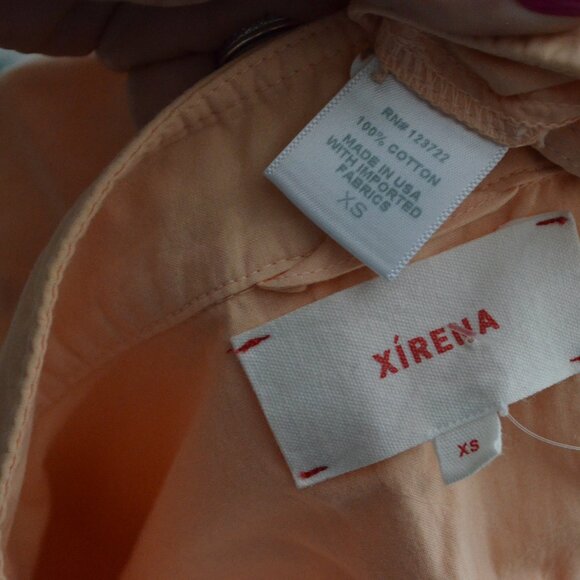 RN# 123722
100% COTTON
MADE IN USA
WITH IMPORTED
FABRICS
XS
XÍRENA
XS